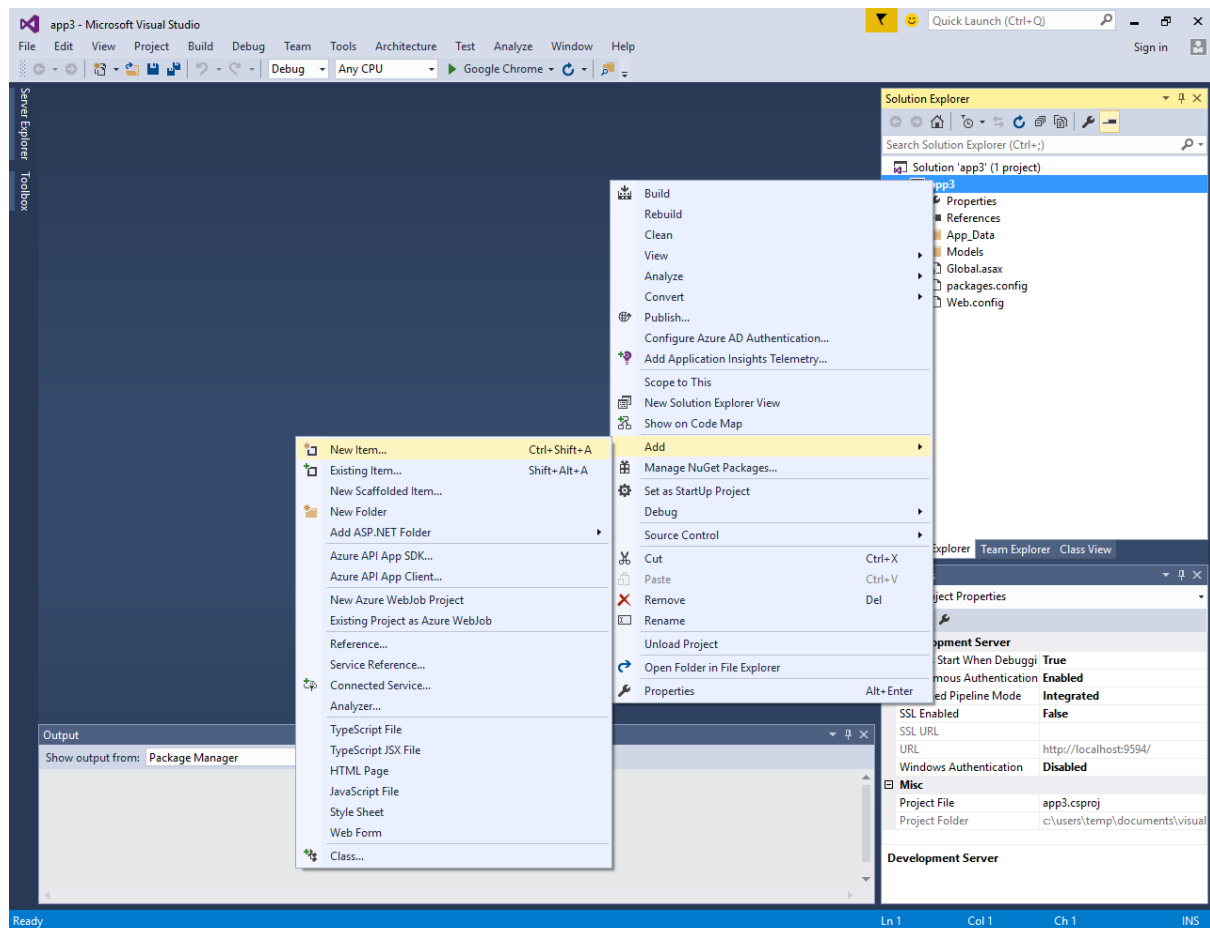 app3 - Microsoft Visual Studio
Quick Launch (Ctrl+Q)
File Edit View Project Build Debug Team Tools Architecture Test Analyze Window Help
Sign in
Debug Any CPU Google Chrome
Server Explorer
Toolbox
Solution Explorer
Search Solution Explorer (Ctrl+;)
Solution 'app3' (1 project)
app3
Properties
References
App_Data
Models
Global.asax
packages.config
Web.config
Build
Rebuild
Clean
View
Analyze
Convert
Publish...
Configure Azure AD Authentication...
Add Application Insights Telemetry...
Scope to This
New Solution Explorer View
Show on Code Map
Add
Manage NuGet Packages...
Set as StartUp Project
Debug
Source Control
Cut Ctrl+X
Paste Ctrl+V
Remove Del
Rename
Unload Project
Open Folder in File Explorer
Properties Alt+Enter
New Item... Ctrl+Shift+A
Existing Item... Shift+Alt+A
New Scaffolded Item...
New Folder
Add ASP.NET Folder
Azure API App SDK...
Azure API App Client...
New Azure WebJob Project
Existing Project as Azure WebJob
Reference...
Service Reference...
Connected Service...
Analyzer...
TypeScript File
TypeScript JSX File
HTML Page
JavaScript File
Style Sheet
Web Form
Class...
Explorer Team Explorer Class View
Project Properties
Start When Debuggi True
Authentication Enabled
Pipeline Mode Integrated
SSL Enabled False
SSL URL
URL http://localhost:9594/
Windows Authentication Disabled
Misc
Project File app3.csproj
Project Folder c:\users\temp\documents\visual
Development Server
Output
Show output from: Package Manager
Ready
Ln 1 Col 1 Ch 1 INS